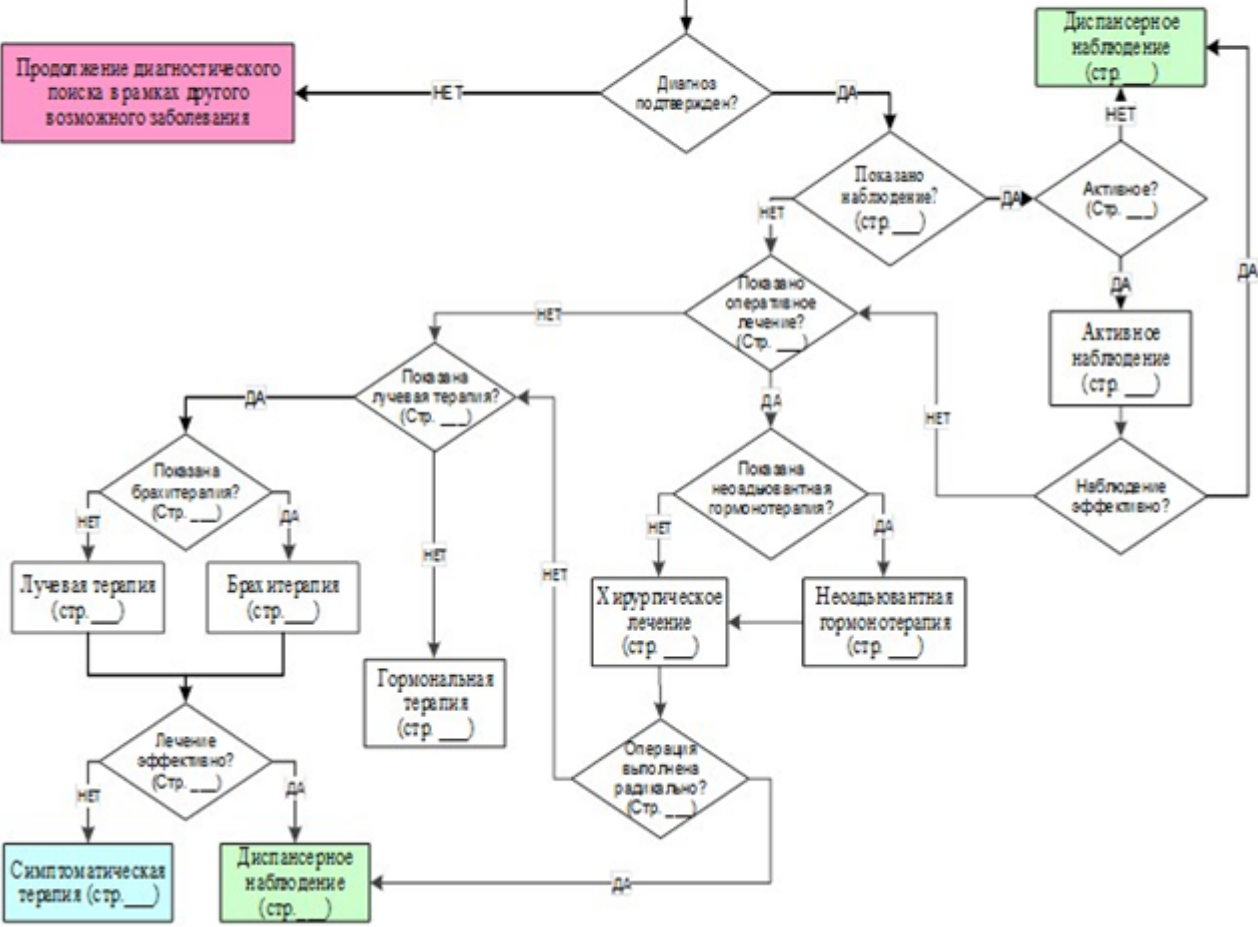 Диспансерное
наблюдение
(стр.___)
Продолжение диагностического
поиска в рамках другого
возможного заболевания
НЕТ
Диагноз
подтвержден?
ДА
НЕТ
Показано
наблюдение?
(стр.___)
ДА
Активное?
(Стр. ___)
НЕТ
ДА
ДА
Показано
оперативное
лечение?
(Стр. ___)
НЕТ
Активное
наблюдение
(стр.___)
Показана
лучевая терапия?
(Стр. ___)
ДА
ДА
НЕТ
Показана
брахитерапия?
(Стр. ___)
Показана
неоадьювантная
гормонотерапия?
Наблюдение
эффективно?
НЕТ
ДА
НЕТ
ДА
НЕТ
НЕТ
Лучевая терапия
(стр.___)
Брахитерапия
(стр.___)
Хирургическое
лечение
(стр. ___)
Неоадьювантная
гормонотерапия
(стр. ___)
Гормональная
терапия
(стр. ___)
Лечение
эффективно?
(Стр. ___)
Операция
выполнена
радикально?
(Стр. ___)
НЕТ
ДА
Симптоматическая
терапия (стр.___)
Диспансерное
наблюдение
(стр.___)
ДА